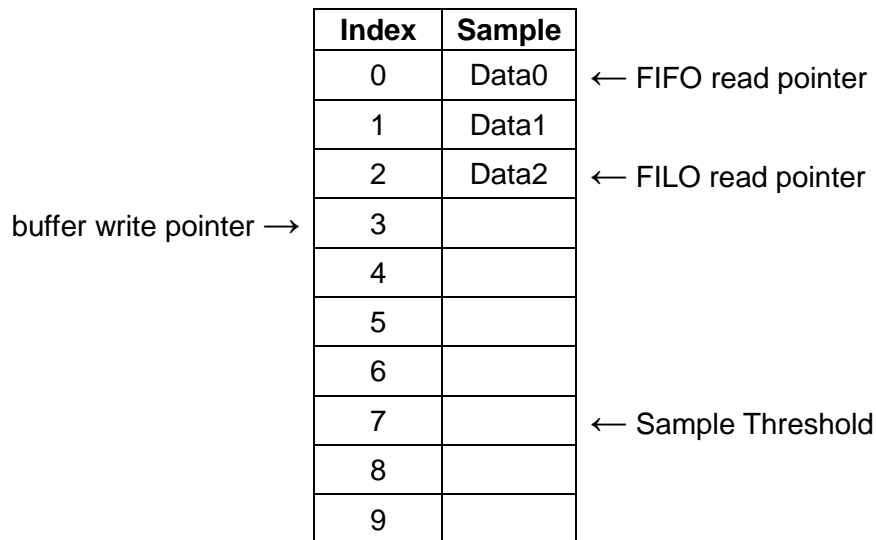 Index Sample
0 Data0 ← FIFO read pointer
1 Data1
2 Data2 ← FILO read pointer
buffer write pointer → 3
4
5
6
7 ← Sample Threshold
8
9